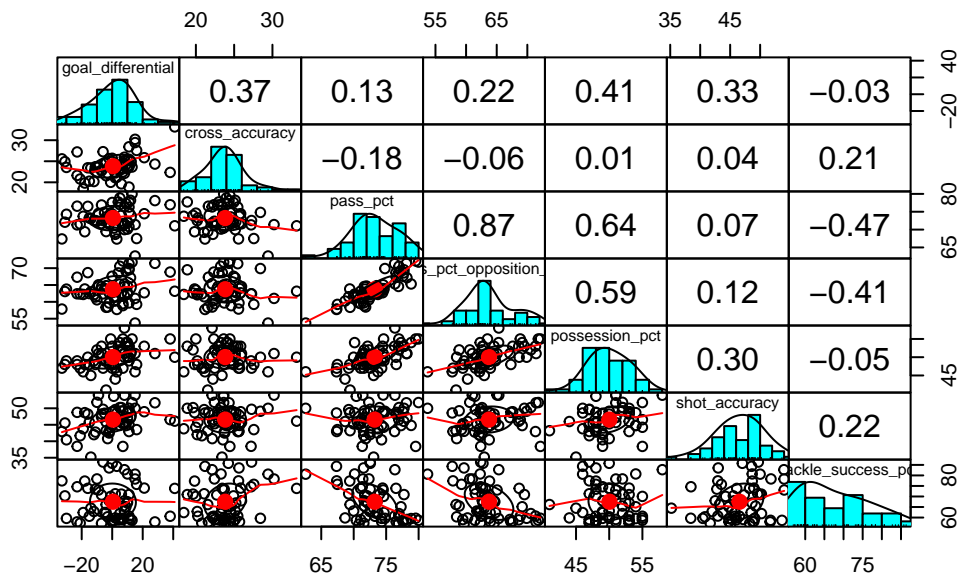 20 30 55 65 35 45
goal_differential 0.37 0.13 0.22 0.41 0.33 −0.03 −20 40
30 20 cross_accuracy −0.18 −0.06 0.01 0.04 0.21
pass_pct 0.87 0.64 0.07 −0.47 65 80
70 55 s_pct_opposition_ 0.59 0.12 −0.41
possession_pct 0.30 −0.05 45
50 35 shot_accuracy 0.22
ackle_success_pc 60 80
−20 20 65 75 45 55 60 75